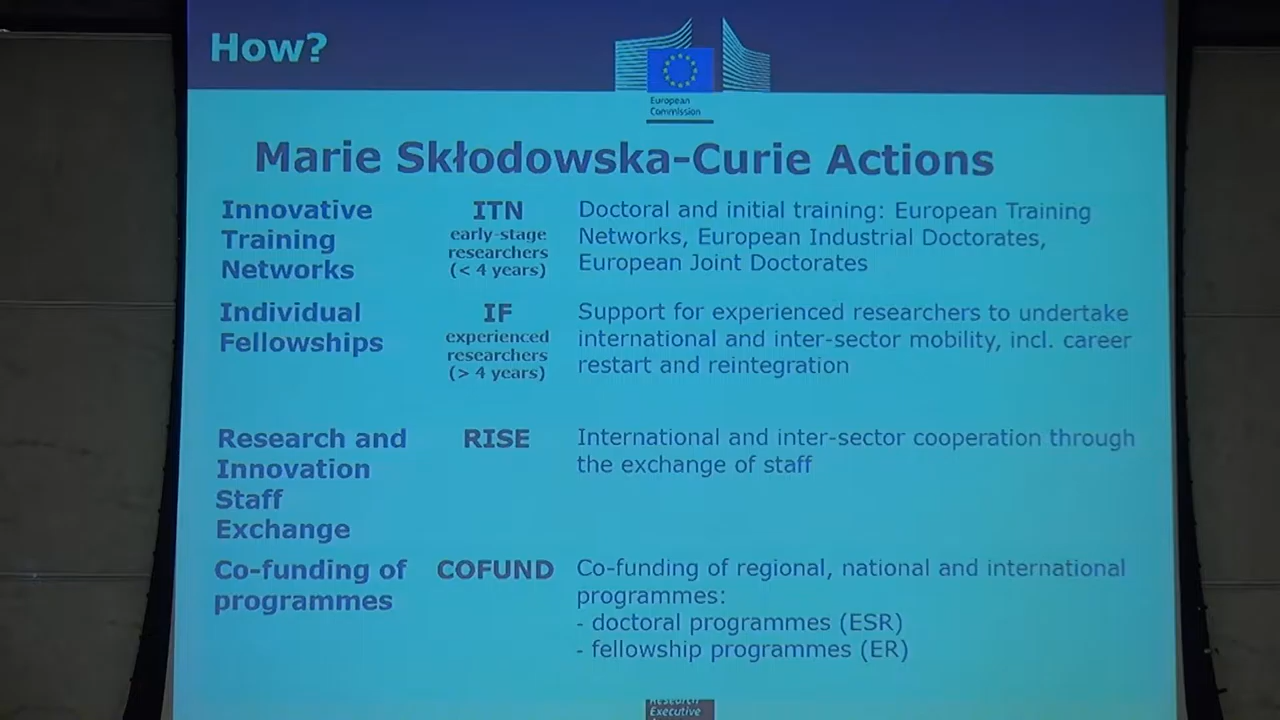 How?
European
Commission
Marie Skłodowska-Curie Actions
Innovative
Training
Networks
ITN
early-stage
researchers
(< 4 years)
Doctoral and initial training: European Training
Networks, European Industrial Doctorates,
European Joint Doctorates
Individual
Fellowships
IF
experienced
researchers
(> 4 years)
Support for experienced researchers to undertake
international and inter-sector mobility, incl. career
restart and reintegration
Research and
Innovation
Staff
Exchange
RISE
International and inter-sector cooperation through
the exchange of staff
Co-funding of
programmes
COFUND
Co-funding of regional, national and international
programmes:
- doctoral programmes (ESR)
- fellowship programmes (ER)
Research
Executive